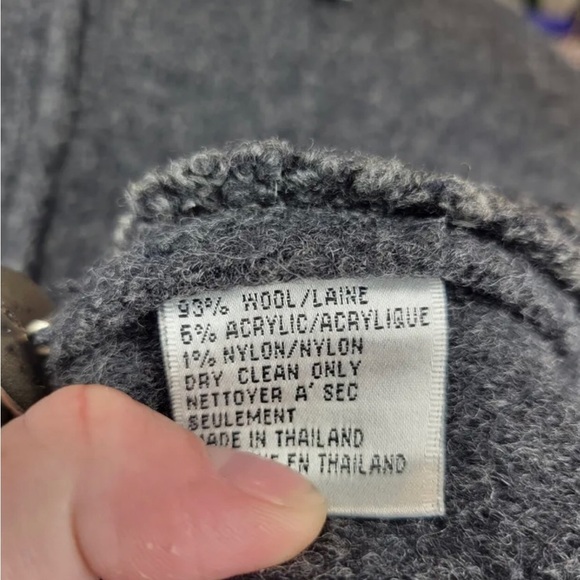 93% WOOL/LAINE
6% ACRYLIC/ACRYLIQUE
1% NYLON/NYLON
DRY CLEAN ONLY
NETTOYER A' SEC
SEULEMENT
MADE IN THAILAND
EN THAILAND